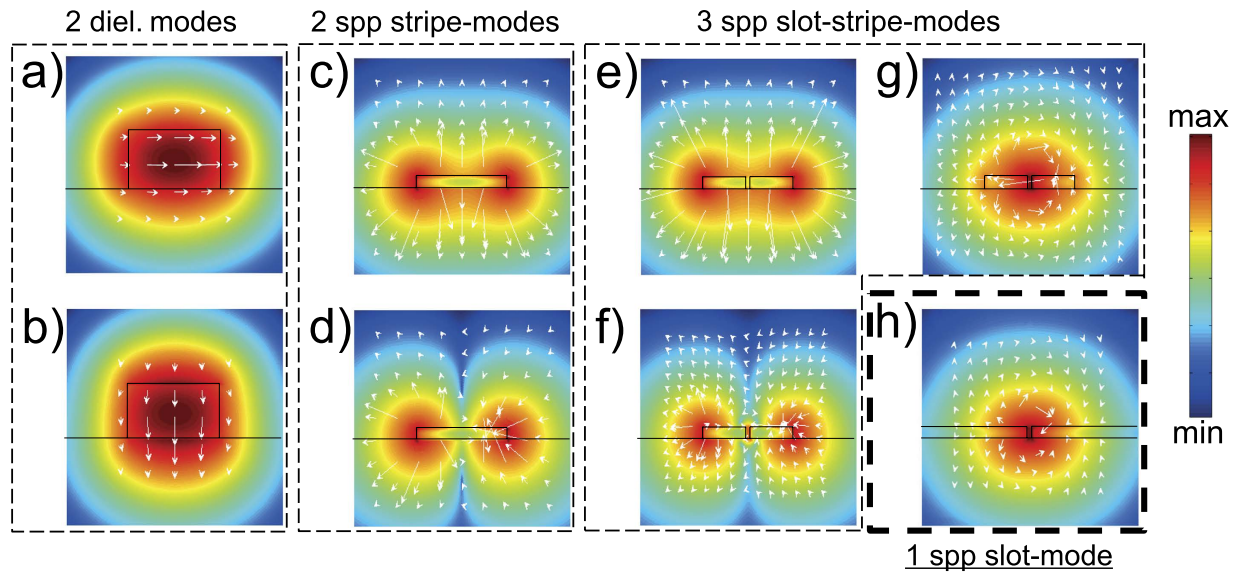 2 diel. modes
2 spp stripe-modes
3 spp slot-stripe-modes
a)
c)
e)
g)
max
b)
d)
f)
h)
min
1 spp slot-mode